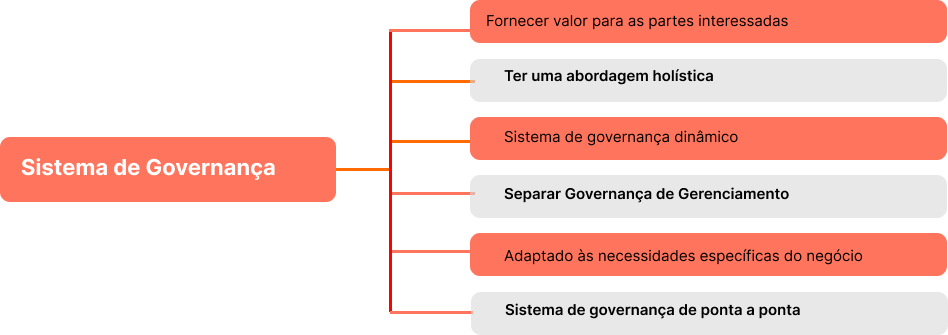 Fornecer valor para as partes interessadas
Ter uma abordagem holística
Sistema de governança dinâmico
Sistema de Governança
Separar Governança de Gerenciamento
Adaptado às necessidades específicas do negócio
Sistema de governança de ponta a ponta